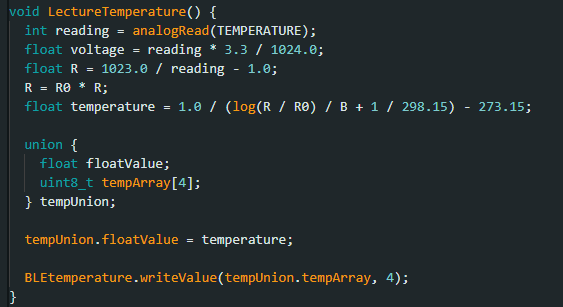 void LectureTemperature() {
  int reading = analogRead(TEMPERATURE);
  float voltage = reading * 3.3 / 1024.0;
  float R = 1023.0 / reading - 1.0;
  R = R0 * R;
  float temperature = 1.0 / (log(R / R0) / B + 1 / 298.15) - 273.15;

  union {
    float floatValue;
    uint8_t tempArray[4];
  } tempUnion;

  tempUnion.floatValue = temperature;

  BLEtemperature.writeValue(tempUnion.tempArray, 4);
}